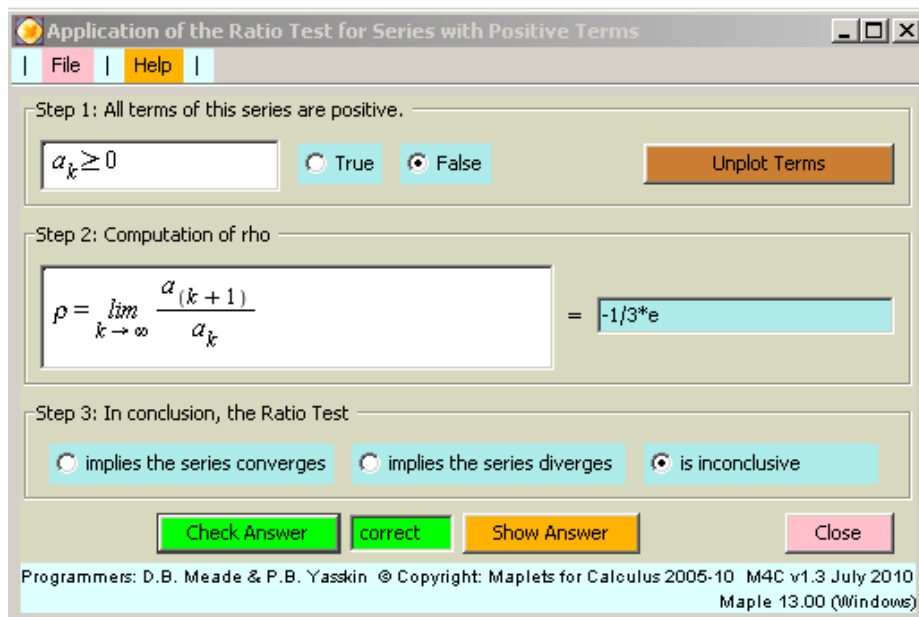 Application of the Ratio Test for Series with Positive Terms
| File | Help |
Step 1: All terms of this series are positive.
a_k ≥ 0 True False Unplot Terms
Step 2: Computation of rho
ρ = lim_{k → ∞} a_{(k + 1)} / a_k = -1/3*e
Step 3: In conclusion, the Ratio Test
implies the series converges implies the series diverges is inconclusive
Check Answer correct Show Answer Close
Programmers: D.B. Meade & P.B. Yasskin © Copyright: Maplets for Calculus 2005-10 M4C v1.3 July 2010
Maple 13.00 (Windows)